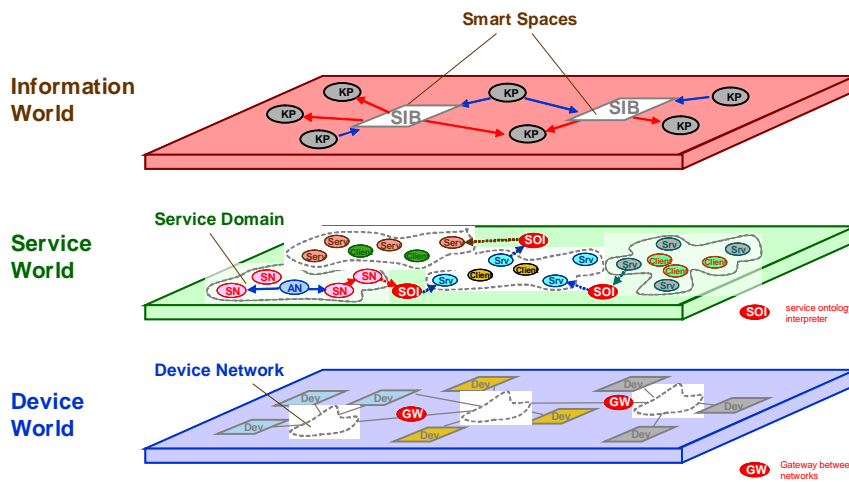 Smart Spaces
Information
World
KP
KP
KP
KP
SIB
SIB
KP
KP
KP
Service Domain
Service
World
Serv
Serv
Serv
Serv
Client
Client
SOI
Srv
Srv
Srv
Srv
Client
Client
Client
Client
Client
Srv
Srv
Srv
Srv
SN
SN
SN
SN
AN
SOI
SOI
SOI
service ontology
interpreter
Device Network
Device
World
Dev
Dev
Dev
Dev
Dev
Dev
Dev
Dev
Dev
Dev
GW
GW
GW
Gateway between
networks